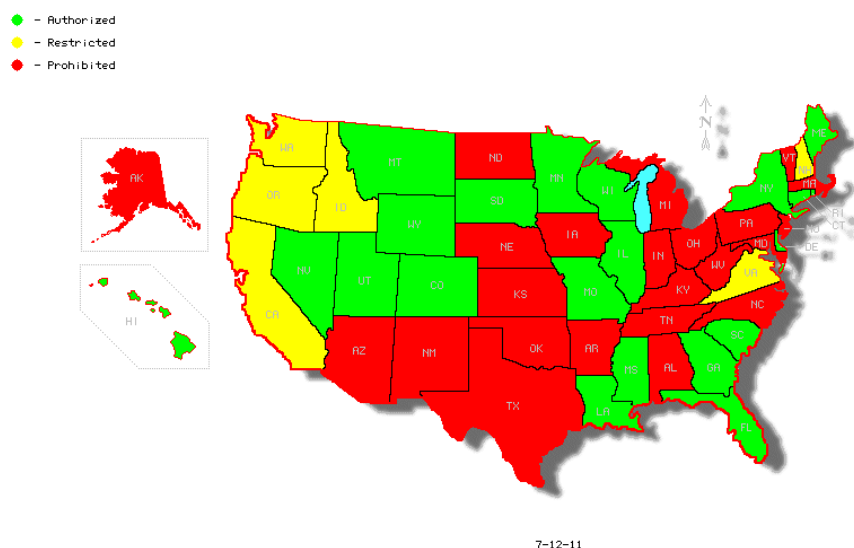 - Authorized
- Restricted
- Prohibited
N
ME
WA
MT
ND
MN
VT
NH
AK
OR
ID
SD
WI
MI
NY
MA
WY
RI
CT
NJ
PA
IA
NE
NV
UT
CO
IL
IN
OH
MD
DE
WV
VA
KS
MO
KY
HI
CA
NC
TN
AZ
NM
OK
AR
SC
MS
AL
GA
TX
LA
FL
7-12-11